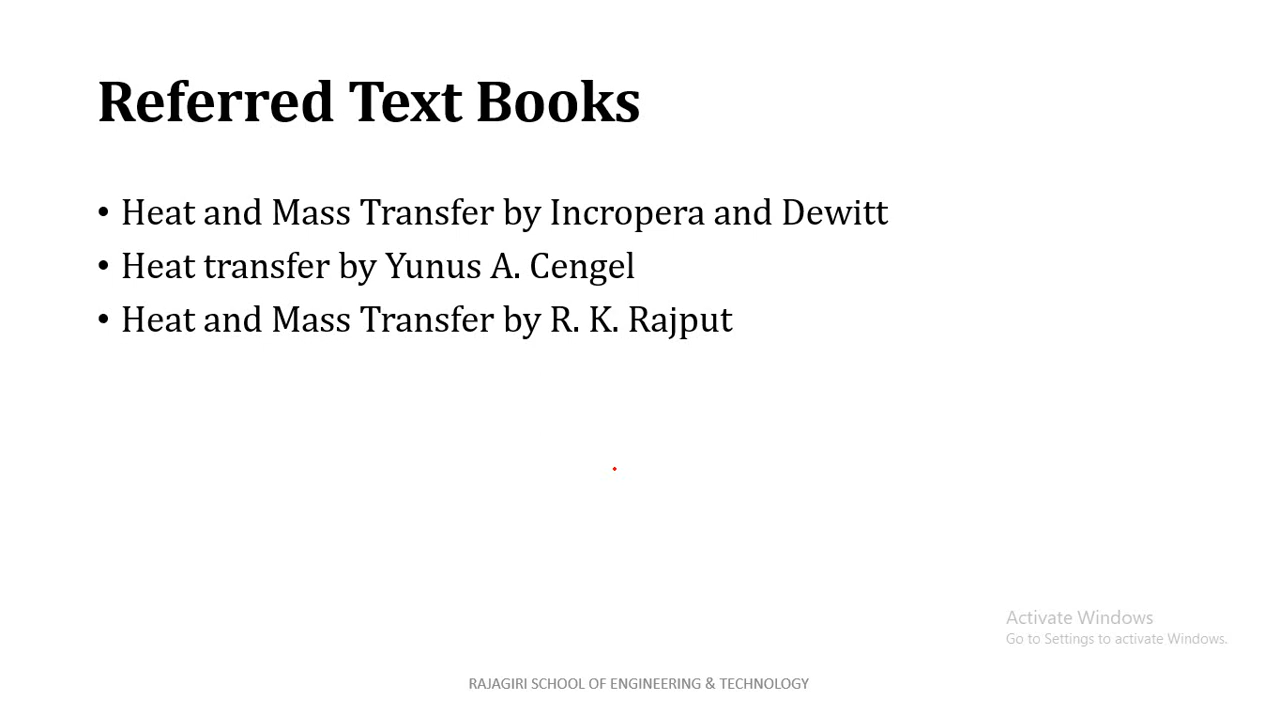 Referred Text Books
• Heat and Mass Transfer by Incropera and Dewitt
• Heat transfer by Yunus A. Cengel
• Heat and Mass Transfer by R. K. Rajput
Activate Windows
Go to Settings to activate Windows.
RAJAGIRI SCHOOL OF ENGINEERING & TECHNOLOGY